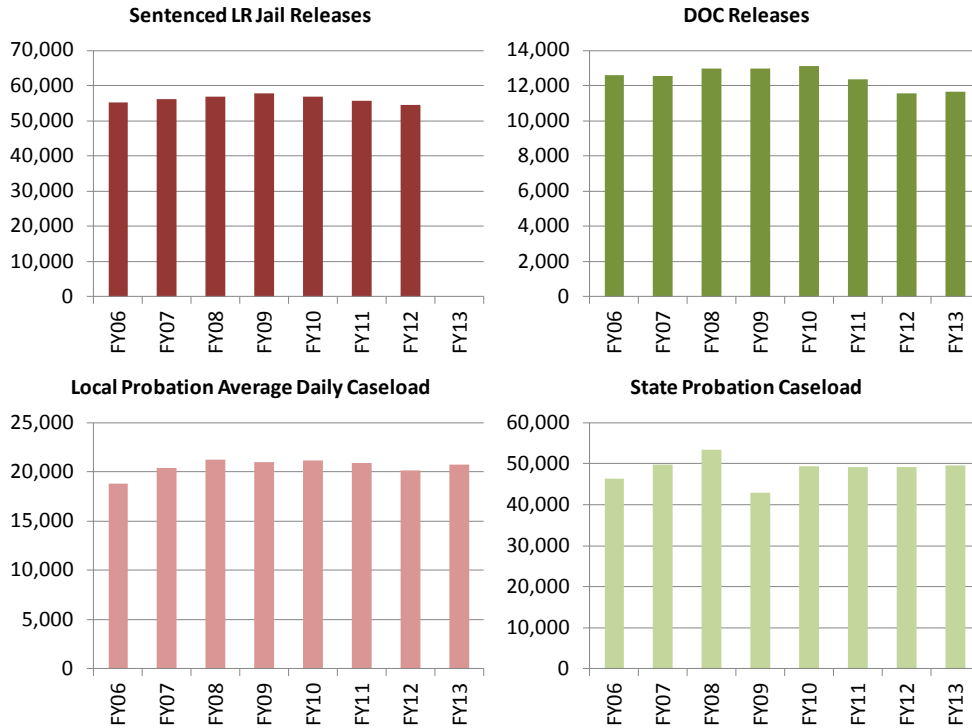 Sentenced LR Jail Releases
70,000
60,000
50,000
40,000
30,000
20,000
10,000
0
FY06
FY07
FY08
FY09
FY10
FY11
FY12
FY13
DOC Releases
14,000
12,000
10,000
8,000
6,000
4,000
2,000
0
FY06
FY07
FY08
FY09
FY10
FY11
FY12
FY13
Local Probation Average Daily Caseload
25,000
20,000
15,000
10,000
5,000
0
FY06
FY07
FY08
FY09
FY10
FY11
FY12
FY13
State Probation Caseload
60,000
50,000
40,000
30,000
20,000
10,000
0
FY06
FY07
FY08
FY09
FY10
FY11
FY12
FY13